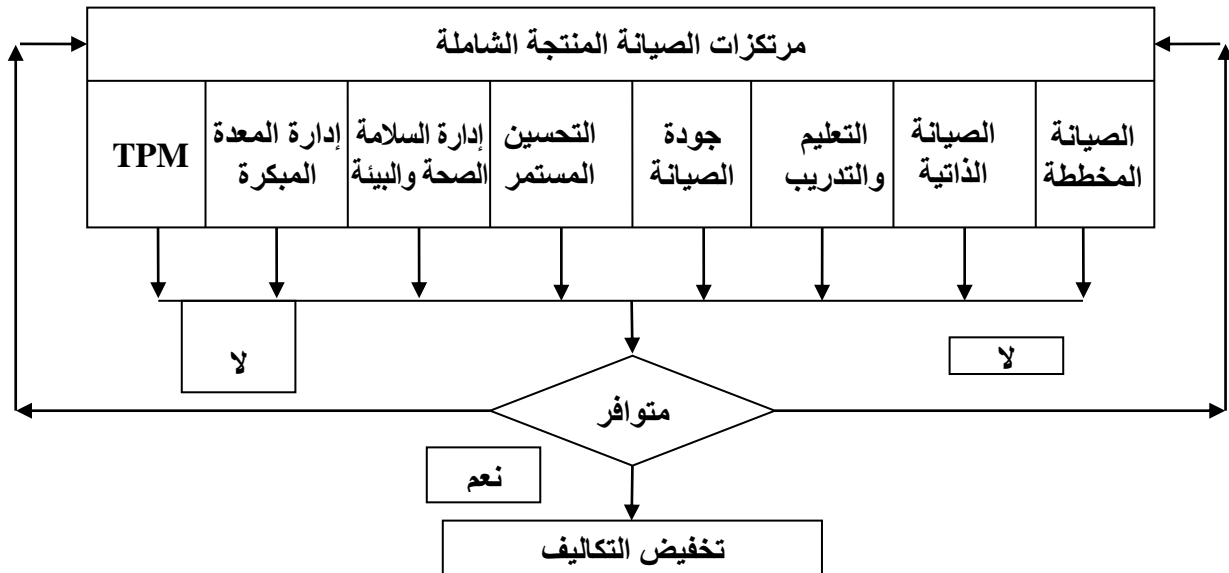 مرتكزات الصيانة المنتجة الشاملة
الصيانة
المخططة
الصيانة
الذاتية
التعليم
والتدريب
جودة
الصيانة
التحسين
المستمر
إدارة السلامة
الصحة والبيئة
إدارة المعدة
المبكرة
TPM
لا
لا
متوافر
نعم
تخفيض التكاليف